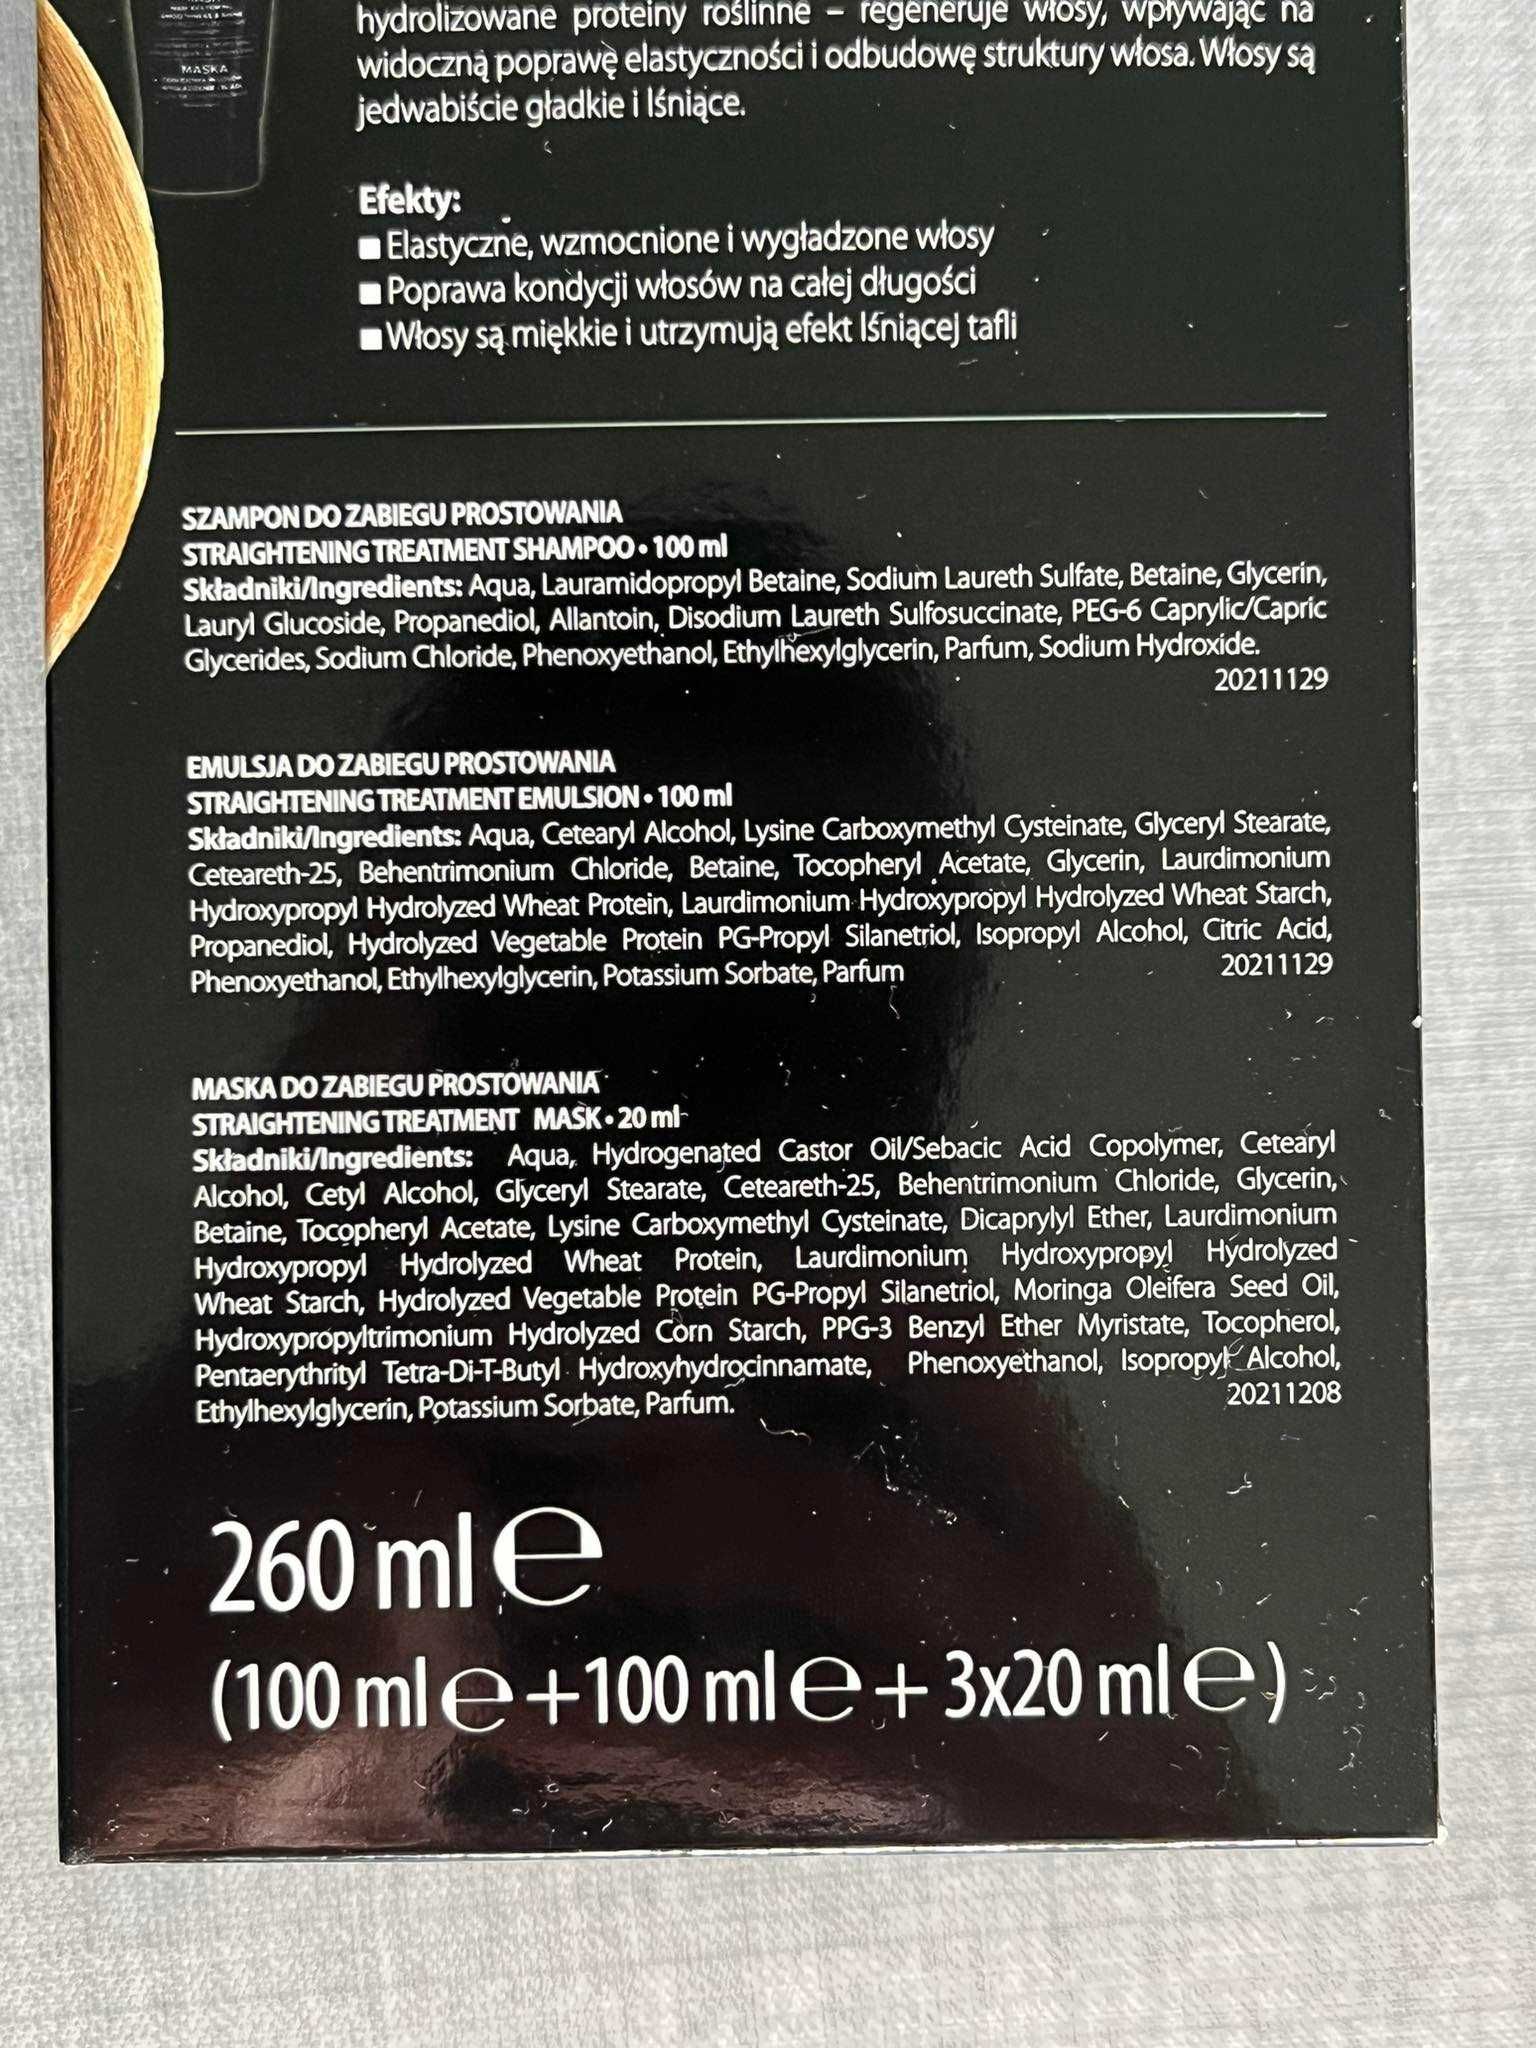 MASKA
hydrolizowane proteiny roślinne – regeneruje włosy, wpływając na
widoczną poprawę elastyczności i odbudowę struktury włosa. Włosy są
jedwabiście gładkie i lśniące.
Efekty:
■ Elastyczne, wzmocnione i wygładzone włosy
■ Poprawa kondycji włosów na całej długości
■ Włosy są miękkie i utrzymują efekt lśniącej tafli
SZAMPON DO ZABIEGU PROSTOWANIA
STRAIGHTENING TREATMENT SHAMPOO • 100 ml
Składniki/Ingredients: Aqua, Lauramidopropyl Betaine, Sodium Laureth Sulfate, Betaine, Glycerin,
Lauryl Glucoside, Propanediol, Allantoin, Disodium Laureth Sulfosuccinate, PEG-6 Caprylic/Capric
Glycerides, Sodium Chloride, Phenoxyethanol, Ethylhexylglycerin, Parfum, Sodium Hydroxide.
20211129
EMULSJA DO ZABIEGU PROSTOWANIA
STRAIGHTENING TREATMENT EMULSION • 100 ml
Składniki/Ingredients: Aqua, Cetearyl Alcohol, Lysine Carboxymethyl Cysteinate, Glyceryl Stearate,
Ceteareth-25, Behentrimonium Chloride, Betaine, Tocopheryl Acetate, Glycerin, Laurdimonium
Hydroxypropyl Hydrolyzed Wheat Protein, Laurdimonium Hydroxypropyl Hydrolyzed Wheat Starch,
Propanediol, Hydrolyzed Vegetable Protein PG-Propyl Silanetriol, Isopropyl Alcohol, Citric Acid,
Phenoxyethanol, Ethylhexylglycerin, Potassium Sorbate, Parfum 20211129
MASKA DO ZABIEGU PROSTOWANIA
STRAIGHTENING TREATMENT MASK • 20 ml
Składniki/Ingredients: Aqua, Hydrogenated Castor Oil/Sebacic Acid Copolymer, Cetearyl
Alcohol, Cetyl Alcohol, Glyceryl Stearate, Ceteareth-25, Behentrimonium Chloride, Glycerin,
Betaine, Tocopheryl Acetate, Lysine Carboxymethyl Cysteinate, Dicaprylyl Ether, Laurdimonium
Hydroxypropyl Hydrolyzed Wheat Protein, Laurdimonium Hydroxypropyl Hydrolyzed
Wheat Starch, Hydrolyzed Vegetable Protein PG-Propyl Silanetriol, Moringa Oleifera Seed Oil,
Hydroxypropyltrimonium Hydrolyzed Corn Starch, PPG-3 Benzyl Ether Myristate, Tocopherol,
Pentaerythrityl Tetra-Di-T-Butyl Hydroxyhydrocinnamate, Phenoxyethanol, Isopropyl Alcohol,
Ethylhexylglycerin, Potassium Sorbate, Parfum. 20211208
260 ml ℮
(100 ml ℮ + 100 ml ℮ + 3x20 ml ℮)